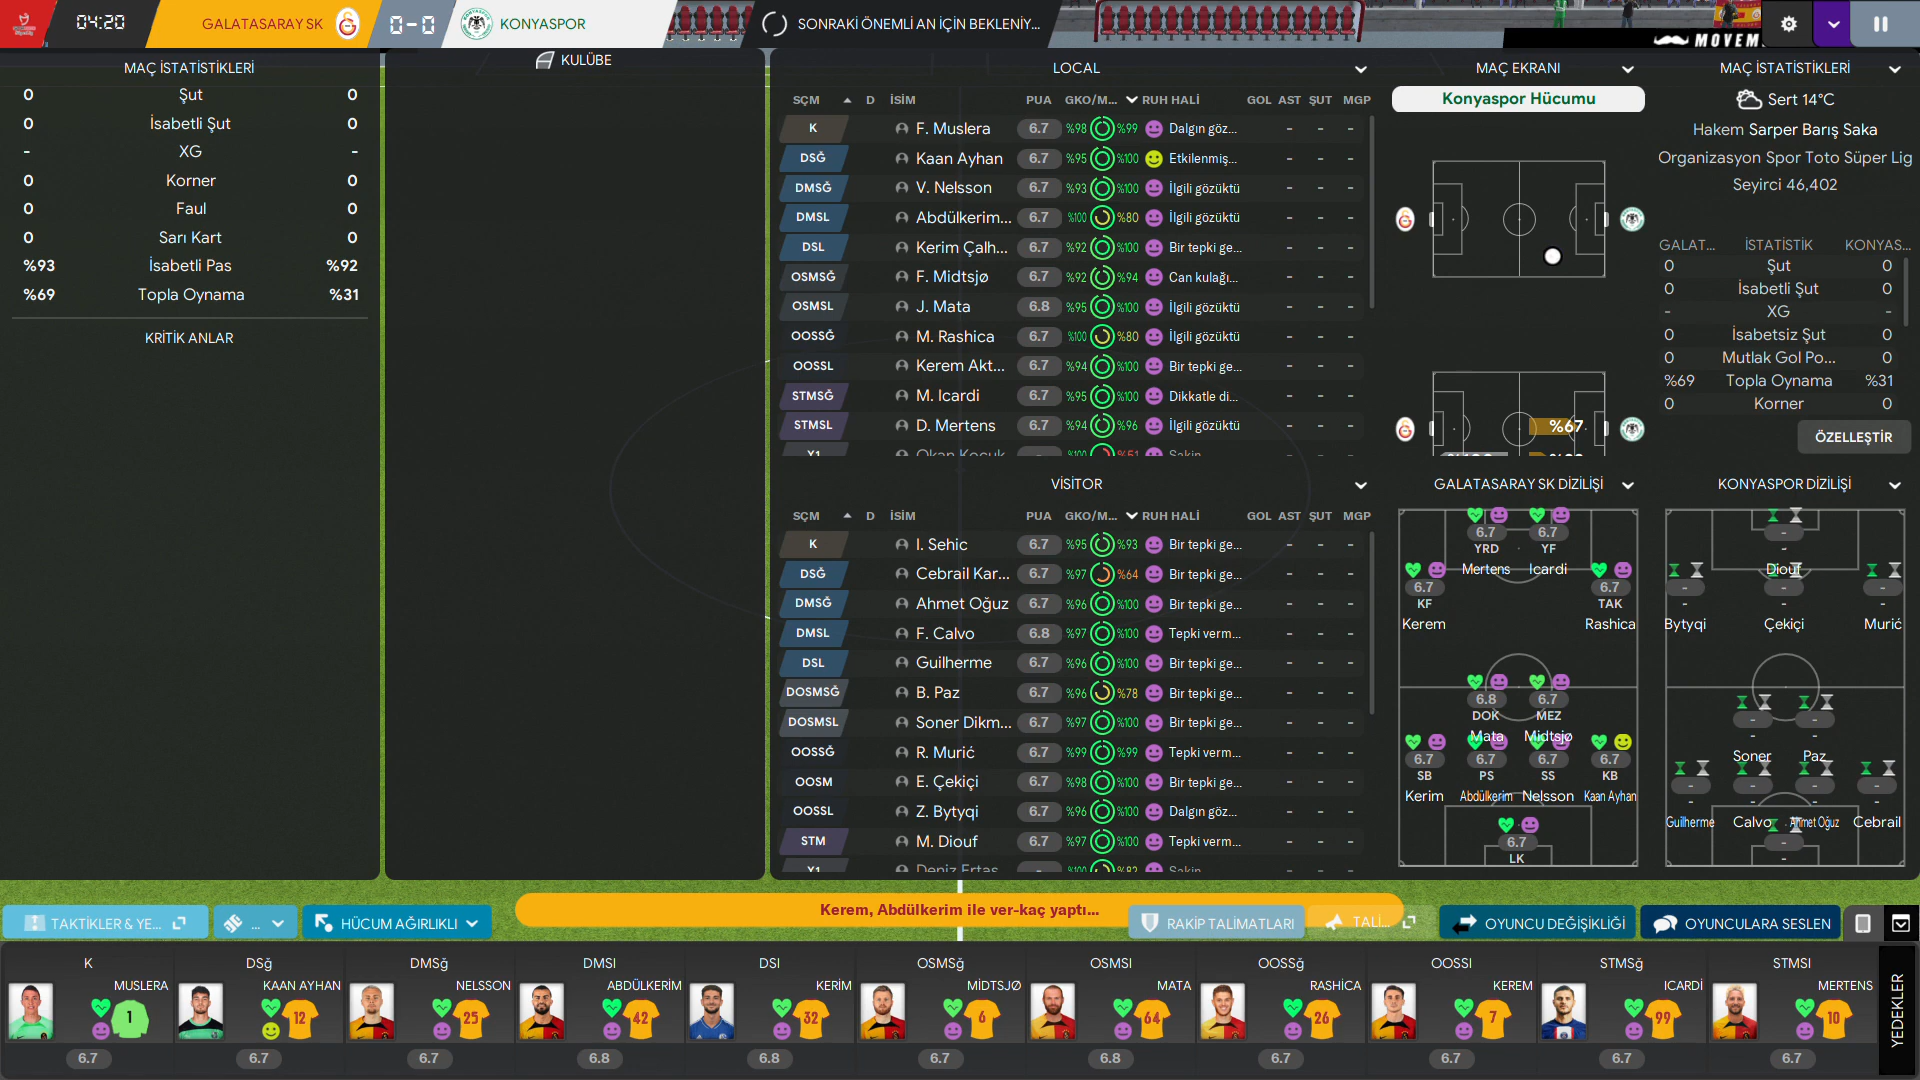 04:20
GALATASARAY SK
0 - 0
KONYASPOR
SONRAKİ ÖNEMLİ AN İÇİN BEKLENİY...
MOVEM
MAÇ İSTATİSTİKLERİ
0 Şut 0
0 İsabetli Şut 0
- XG -
0 Korner 0
0 Faul 0
0 Sarı Kart 0
%93 İsabetli Pas %92
%69 Topla Oynama %31
KRİTİK ANLAR
KULÜBE
LOCAL
SÇM D İSİM PUA GKO/M... RUH HALİ GOL AST ŞUT MGP
K F. Muslera 6.7 %98 %99 Dalgın göz... - - -
DSĞ Kaan Ayhan 6.7 %95 %100 Etkilenmiş... - - -
DMSĞ V. Nelsson 6.7 %93 %100 İlgili gözüktü - - -
DMSL Abdülkerim... 6.7 %100 %80 İlgili gözüktü - - -
DSL Kerim Çalh... 6.7 %92 %100 Bir tepki ge... - - -
OSMSĞ F. Midtsjø 6.7 %92 %94 Can kulağı... - - -
OSMSL J. Mata 6.8 %95 %100 İlgili gözüktü - - -
OOSSĞ M. Rashica 6.7 %100 %80 İlgili gözüktü - - -
OOSSL Kerem Akt... 6.7 %94 %100 Bir tepki ge... - - -
STMSĞ M. Icardi 6.7 %95 %100 Dikkatle di... - - -
STMSL D. Mertens 6.7 %94 %96 İlgili gözüktü - - -
Y1 Okan Kocuk - %100 %51 Sakin
VİSİTOR
SÇM D İSİM PUA GKO/M... RUH HALİ GOL AST ŞUT MGP
K I. Sehic 6.7 %95 %93 Bir tepki ge... - - -
DSĞ Cebrail Kar... 6.7 %97 %64 Bir tepki ge... - - -
DMSĞ Ahmet Oğuz 6.7 %96 %100 Bir tepki ge... - - -
DMSL F. Calvo 6.8 %97 %100 Tepki verm... - - -
DSL Guilherme 6.7 %96 %100 Bir tepki ge... - - -
DOSMSĞ B. Paz 6.7 %96 %78 Bir tepki ge... - - -
DOSMSL Soner Dikm... 6.7 %97 %100 Bir tepki ge... - - -
OOSSĞ R. Murić 6.7 %99 %99 Tepki verm... - - -
OOSM E. Çekiçi 6.7 %98 %100 Bir tepki ge... - - -
OOSSL Z. Bytyqi 6.7 %96 %100 Dalgın göz... - - -
STM M. Diouf 6.7 %97 %100 Tepki verm... - - -
Y1 Deniz Ertaş - %100 %82 Sakin
MAÇ EKRANI
Konyaspor Hücumu
%67
MAÇ İSTATİSTİKLERİ
Sert 14°C
Hakem Sarper Barış Saka
Organizasyon Spor Toto Süper Lig
Seyirci 46,402
GALAT... İSTATİSTİK KONYAS...
0 Şut 0
0 İsabetli Şut 0
- XG -
0 İsabetsiz Şut 0
0 Mutlak Gol Po... 0
%69 Topla Oynama %31
0 Korner 0
ÖZELLEŞTİR
GALATASARAY SK DİZİLİŞİ
6.7 6.7
YRD YF
Mertens Icardi
6.7 6.7
KF TAK
Kerem Rashica
6.8 6.7
DOK MEZ
Mata Midtsjø
6.7 6.7 6.7 6.7
SB PS SS KB
Kerim Abdülkerim Nelsson Kaan Ayhan
6.7
LK
KONYASPOR DİZİLİŞİ
-
-
Diouf
- - -
- - -
Bytyqi Çekiçi Murić
- -
- -
Soner Paz
- - - -
- - - -
Guilherme Calvo Ahmet Oğuz Cebrail
-
-
Kerem, Abdülkerim ile ver-kaç yaptı...
TAKTİKLER & YE...
...
HÜCUM AĞIRLIKLI
RAKİP TALİMATLARI
TALİ...
OYUNCU DEĞİŞİKLİĞİ
OYUNCULARA SESLEN
K DSğ DMSğ DMSl DSl OSMSğ OSMSl OOSSğ OOSSl STMSğ STMSl
MUSLERA KAAN AYHAN NELSSON ABDÜLKERİM KERİM MİDTSJØ MATA RASHİCA KEREM ICARDİ MERTENS
1 12 25 42 32 6 64 26 7 99 10
6.7 6.7 6.7 6.8 6.8 6.7 6.8 6.7 6.7 6.7 6.7
YEDEKLER